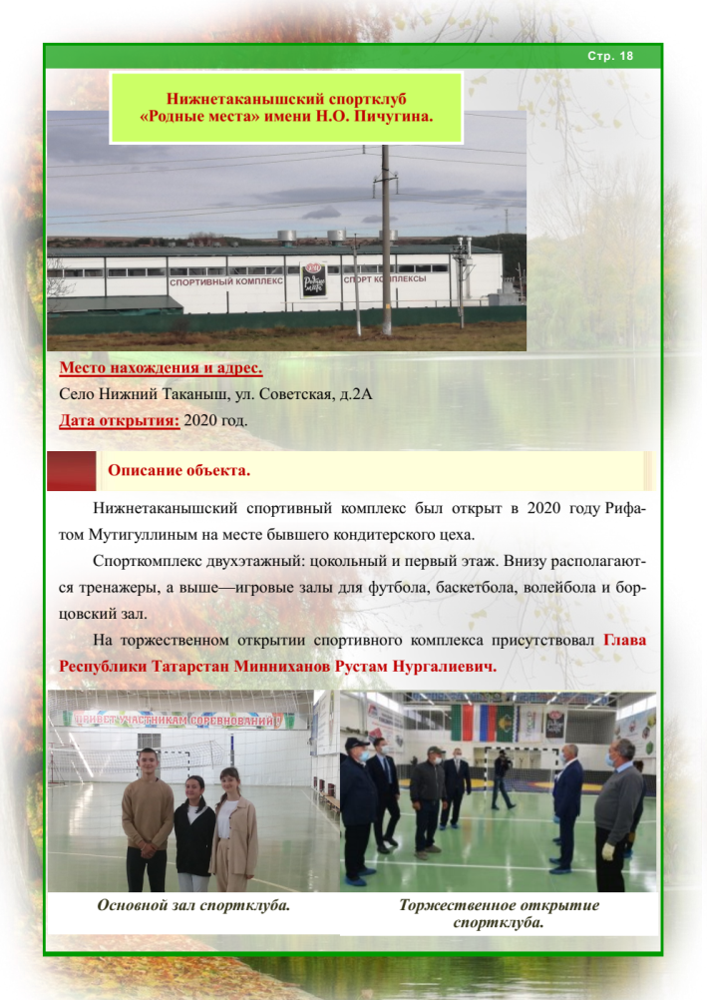 Стр. 18
Нижнетаканышский спортклуб
«Родные места» имени Н.О. Пичугина.
СПОРТИВНЫЙ КОМПЛЕКС
СПОРТ КОМПЛЕКСЫ
Родные
места
Место нахождения и адрес.
Село Нижний Таканыш, ул. Советская, д.2А
Дата открытия: 2020 год.
Описание объекта.
Нижнетаканышский спортивный комплекс был открыт в 2020 году Рифа-
том Мутигуллиным на месте бывшего кондитерского цеха.
Спорткомплекс двухэтажный: цокольный и первый этаж. Внизу располагают-
ся тренажеры, а выше—игровые залы для футбола, баскетбола, волейбола и бор-
цовский зал.
На торжественном открытии спортивного комплекса присутствовал Глава
Республики Татарстан Минниханов Рустам Нургалиевич.
ПРИВЕТ УЧАСТНИКАМ СОРЕВНОВАНИЙ
Основной зал спортклуба.
Торжественное открытие
спортклуба.